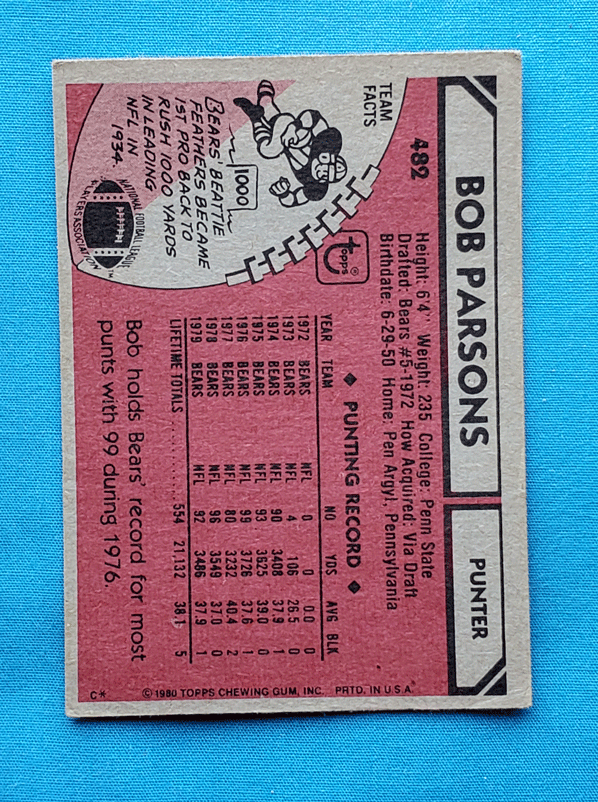 BOB PARSONS
PUNTER
482
Height: 6'4" Weight: 235 College: Penn State
Drafted: Bears #5-1972 How Acquired: Via Draft
Birthdate: 6-29-50 Home: Pen Argyl, Pennsylvania
TEAM
FACTS
1000
BEARS' BEATTIE
FEATHERS BECAME
1ST PRO BACK TO
RUSH 1000 YARDS
IN LEADING
NFL IN
1934.
NATIONAL FOOTBALL LEAGUE
PLAYERS ASSOCIATION
TOPPS ®
◆ PUNTING RECORD ◆
YEAR TEAM NO YDS AVG BLK
1972 BEARS NFL 0 0 0.0 0
1973 BEARS NFL 4 106 26.5 0
1974 BEARS NFL 90 3408 37.9 1
1975 BEARS NFL 93 3625 39.0 0
1976 BEARS NFL 99 3726 37.6 1
1977 BEARS NFL 80 3232 40.4 2
1978 BEARS NFL 96 3549 37.0 0
1979 BEARS NFL 92 3486 37.9 1
LIFETIME TOTALS.......... 554 21,132 38.1 5
Bob holds Bears' record for most
punts with 99 during 1976.
© 1980 TOPPS CHEWING GUM, INC. PRTD. IN U.S.A.
C*